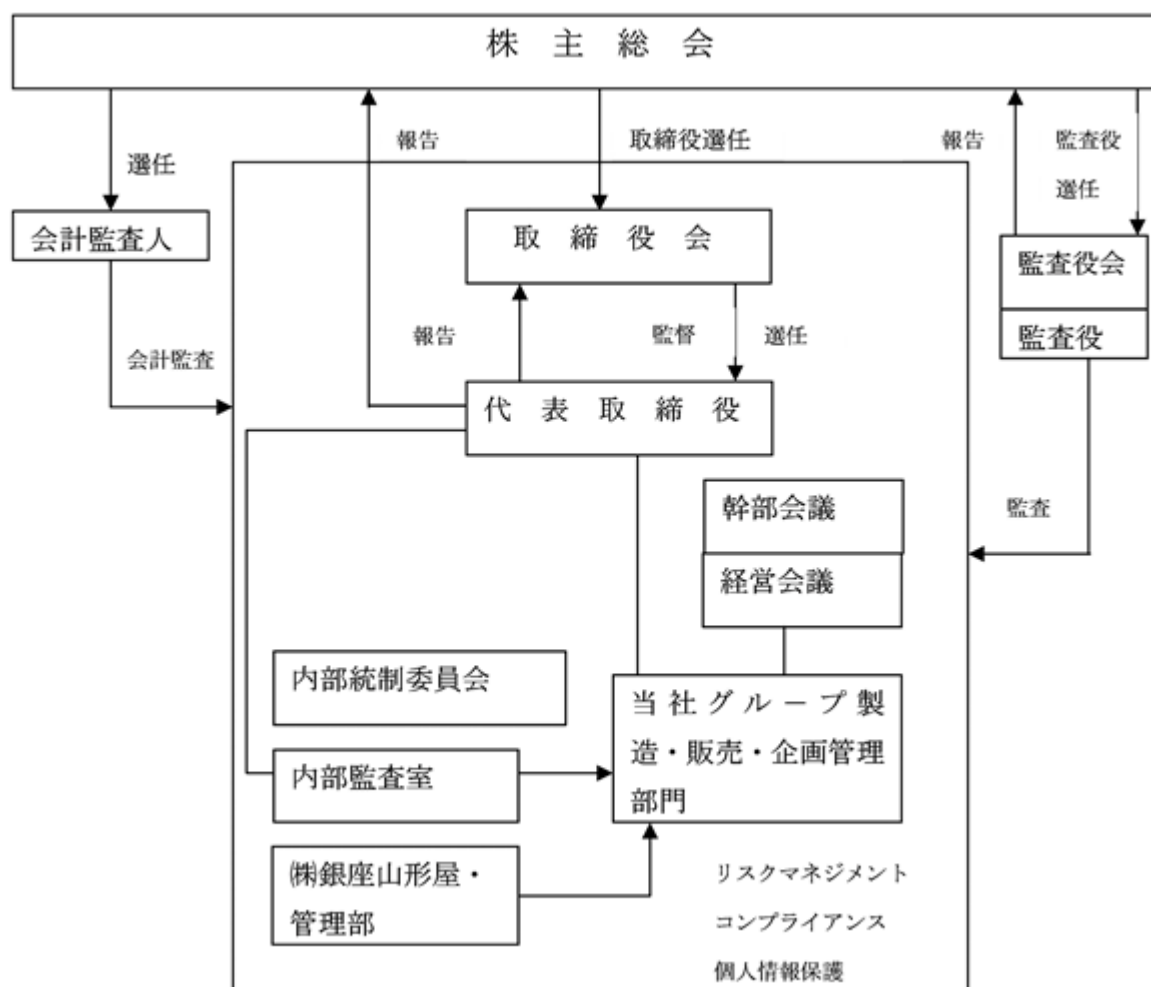 株主総会
報告
取締役選任
報告
監査役
選任
選任
会計監査人
取締役会
監査役会
監査役
報告
監督
選任
会計監査
代表取締役
幹部会議
監査
経営会議
内部統制委員会
当社グループ製
造・販売・企画管理
部門
内部監査室
㈱銀座山形屋・
管理部
リスクマネジメント
コンプライアンス
個人情報保護